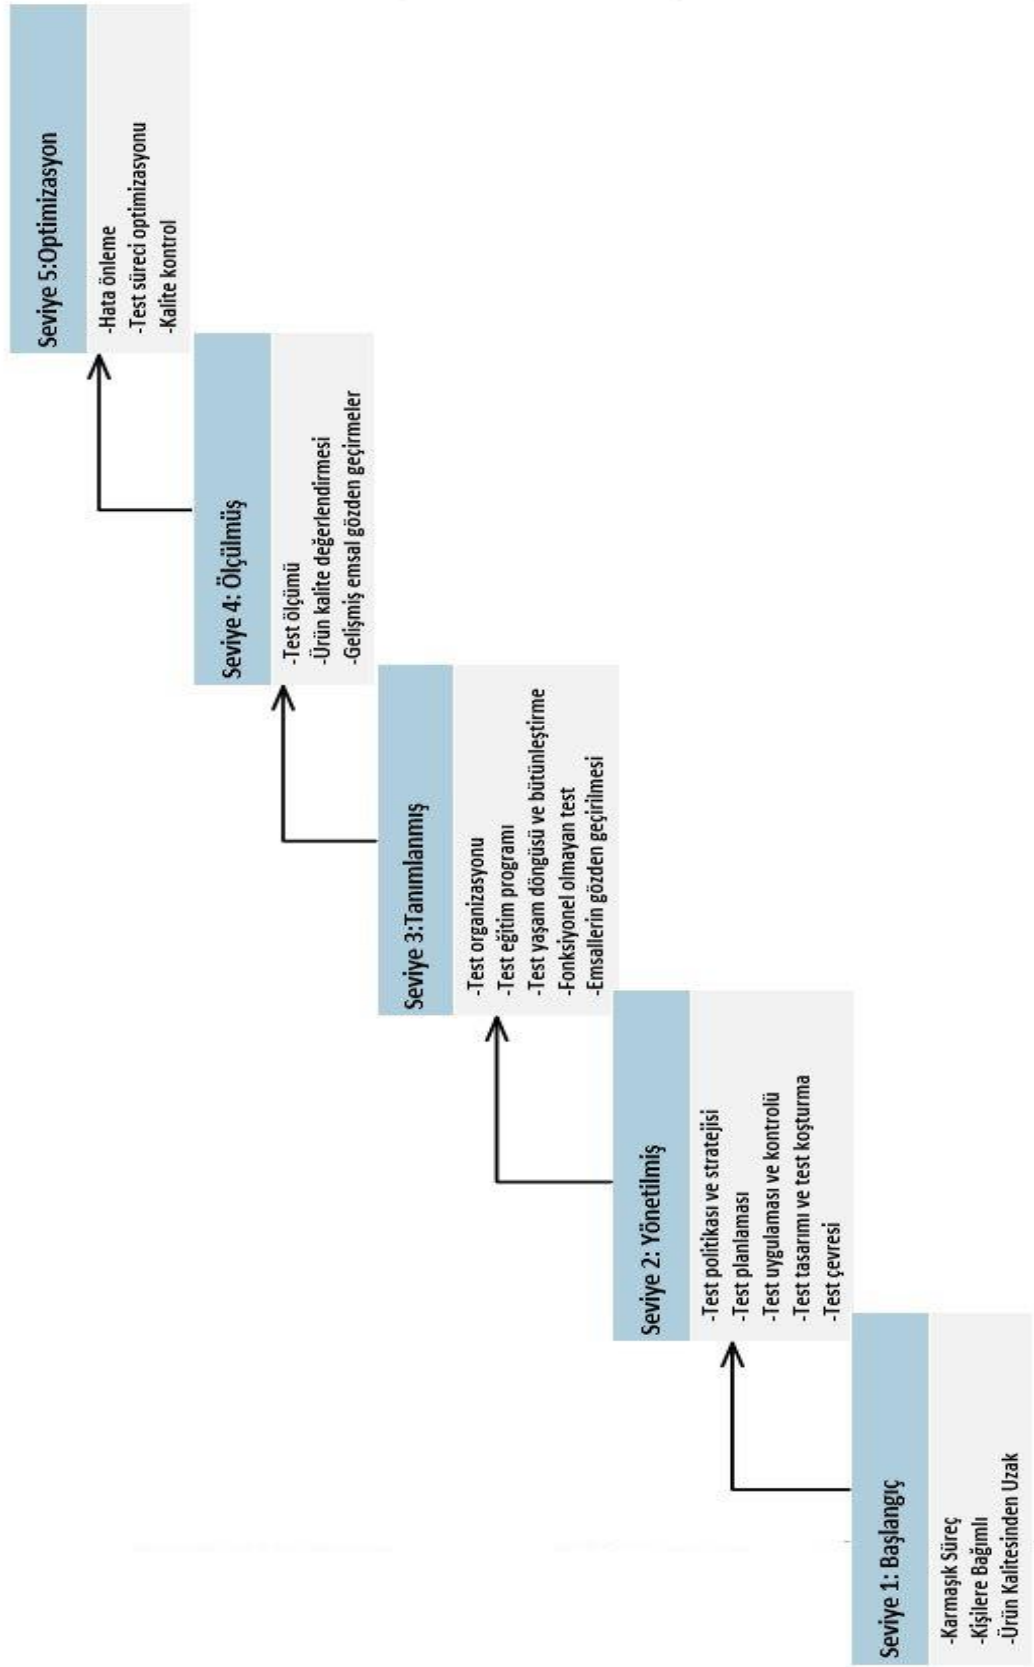 Seviye 5:Optimizasyon
-Hata önleme
-Test süreci optimizasyonu
-Kalite kontrol
Seviye 4: Ölçülmüş
-Test ölçümü
-Ürün kalite değerlendirmesi
-Gelişmiş emsal gözden geçirmeler
Seviye 3:Tanımlanmış
-Test organizasyonu
-Test eğitim programı
-Test yaşam döngüsü ve bütünleştirme
-Fonksiyonel olmayan test
-Emsallerin gözden geçirilmesi
Seviye 2: Yönetilmiş
-Test politikası ve stratejisi
-Test planlaması
-Test uygulaması ve kontrolü
-Test tasarımı ve test koşturma
-Test çevresi
Seviye 1: Başlangıç
-Karmaşık Süreç
-Kişilere Bağımlı
-Ürün Kalitesinden Uzak